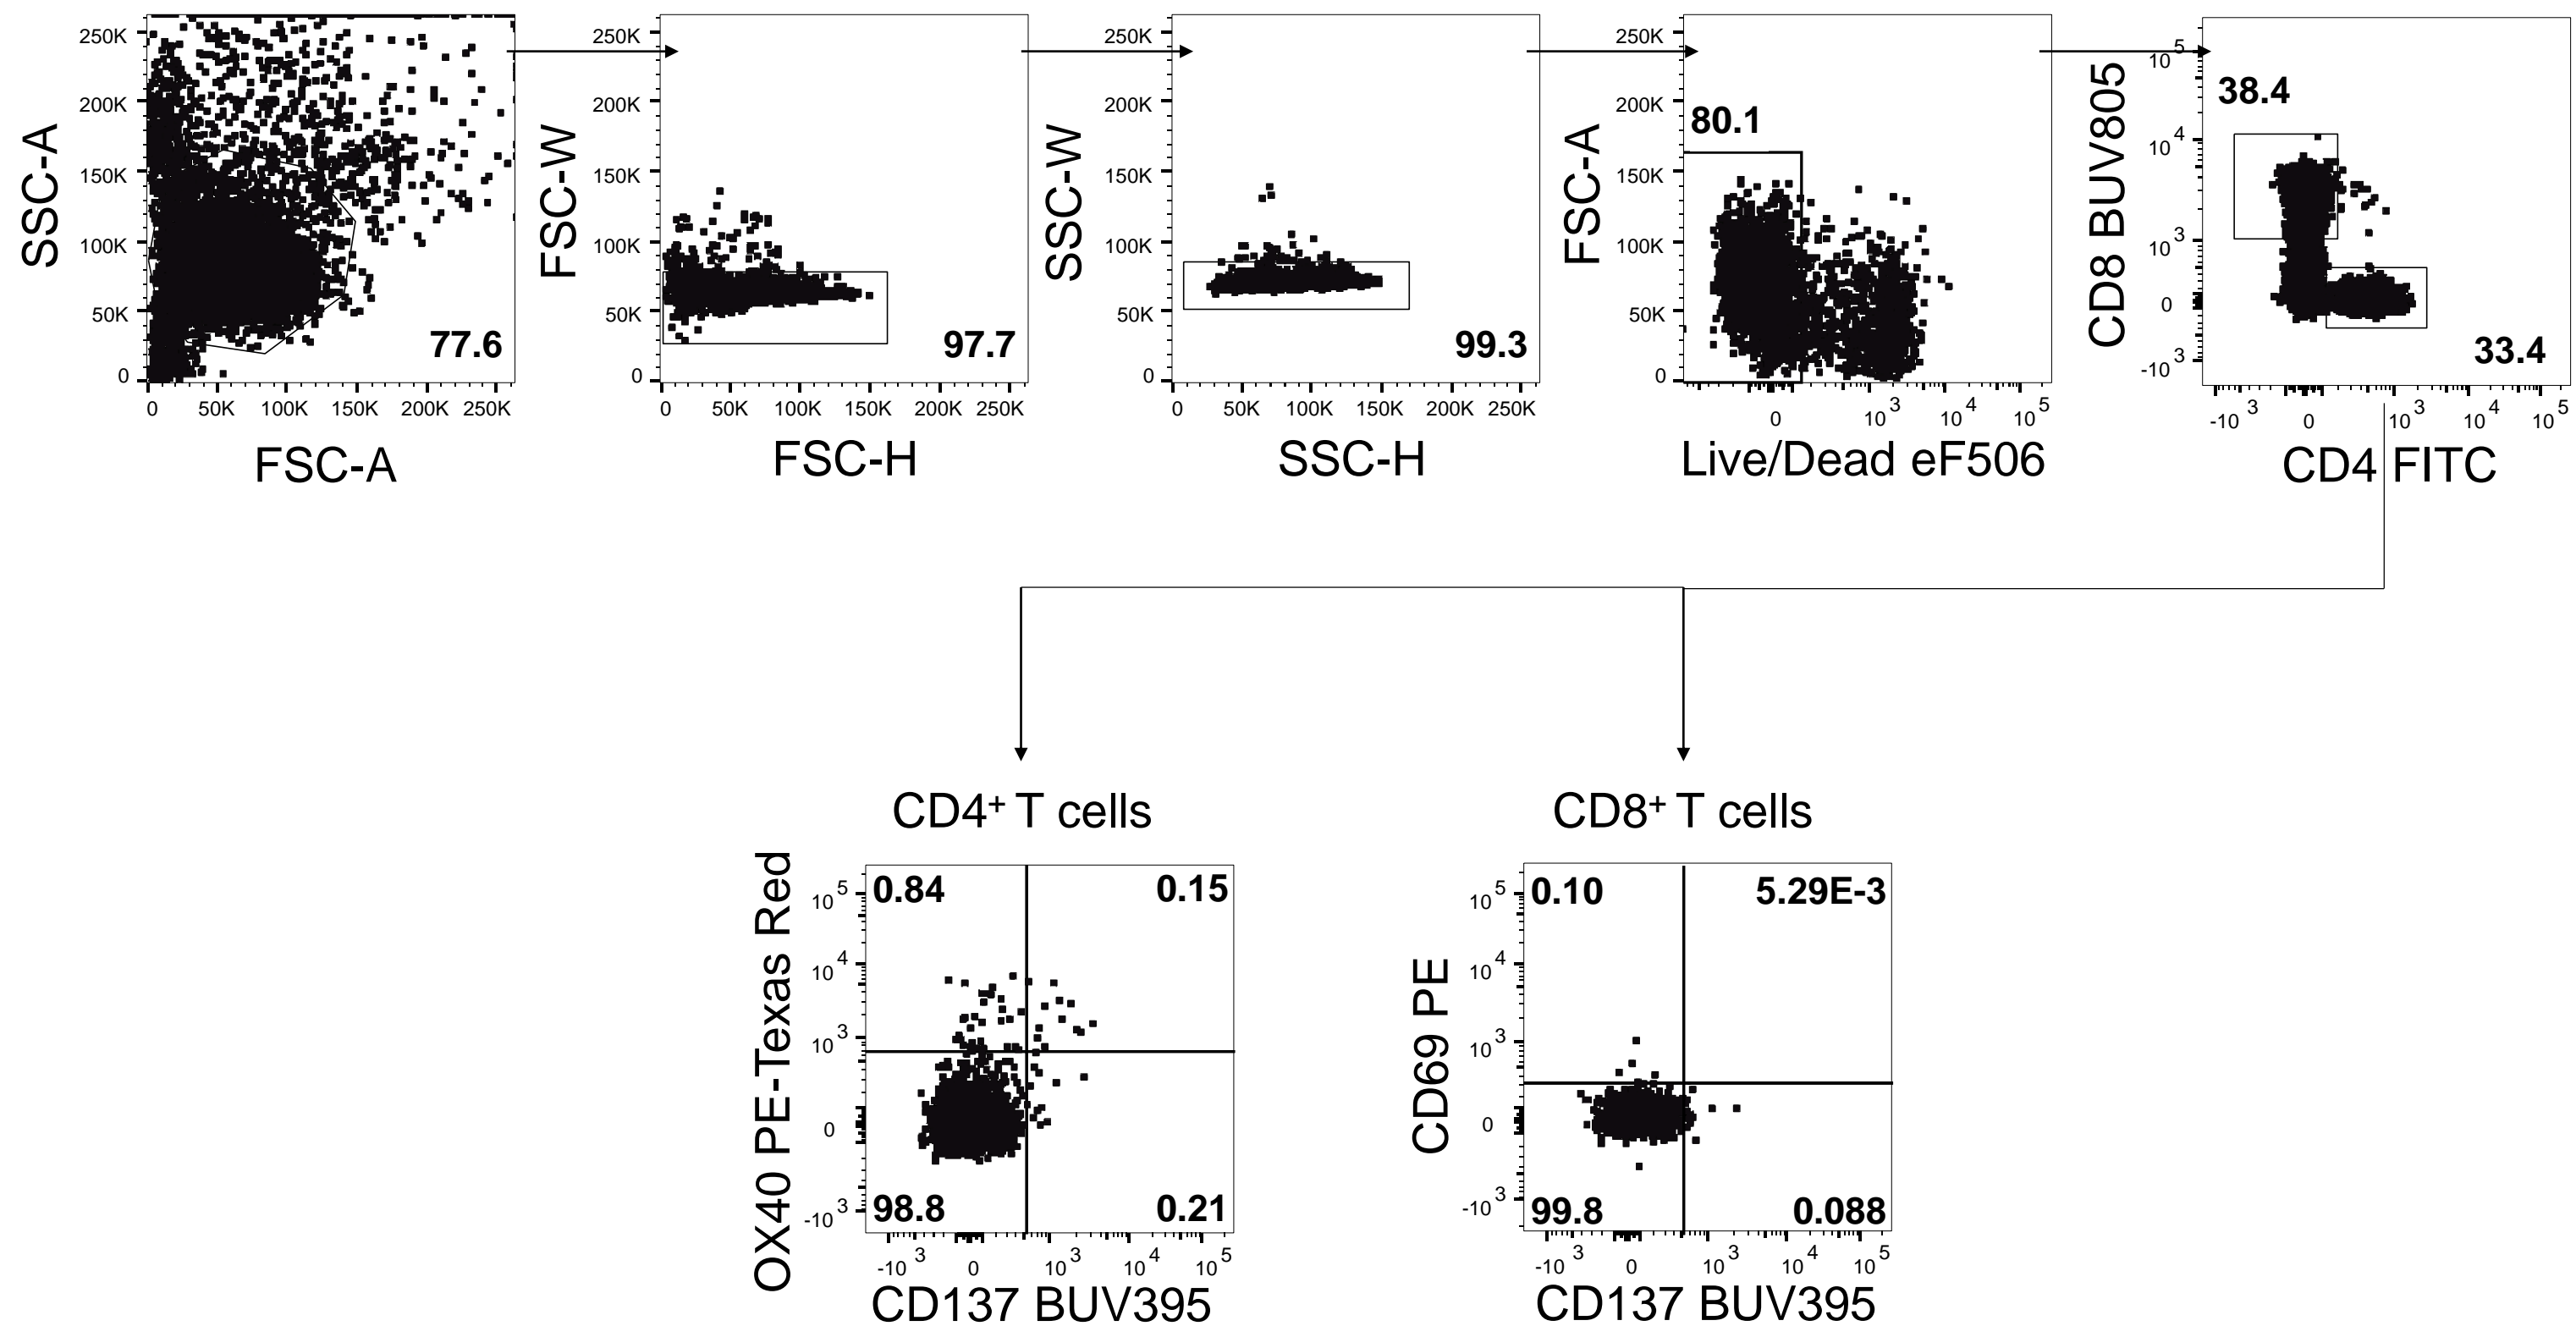 SSC-A
250K
200K
150K
100K
50K
0
77.6
0 50K 100K 150K 200K 250K
FSC-A
FSC-W
250K
200K
150K
100K
50K
0
97.7
0 50K 100K 150K 200K 250K
FSC-H
SSC-W
250K
200K
150K
100K
50K
0
99.3
0 50K 100K 150K 200K 250K
SSC-H
FSC-A
250K
200K
150K
100K
50K
0
80.1
0 10 3 10 4 10 5
Live/Dead eF506
CD8 BUV805
10 5
10 4
10 3
0
-10 3
38.4
33.4
-10 3 0 10 3 10 4 10 5
CD4 FITC
CD4+ T cells
OX40 PE-Texas Red
10 5
10 4
10 3
0
-10 3
0.84 0.15
98.8 0.21
-10 3 0 10 3 10 4 10 5
CD137 BUV395
CD8+ T cells
CD69 PE
10 5
10 4
10 3
0
-10 3
0.10 5.29E-3
99.8 0.088
-10 3 0 10 3 10 4 10 5
CD137 BUV395